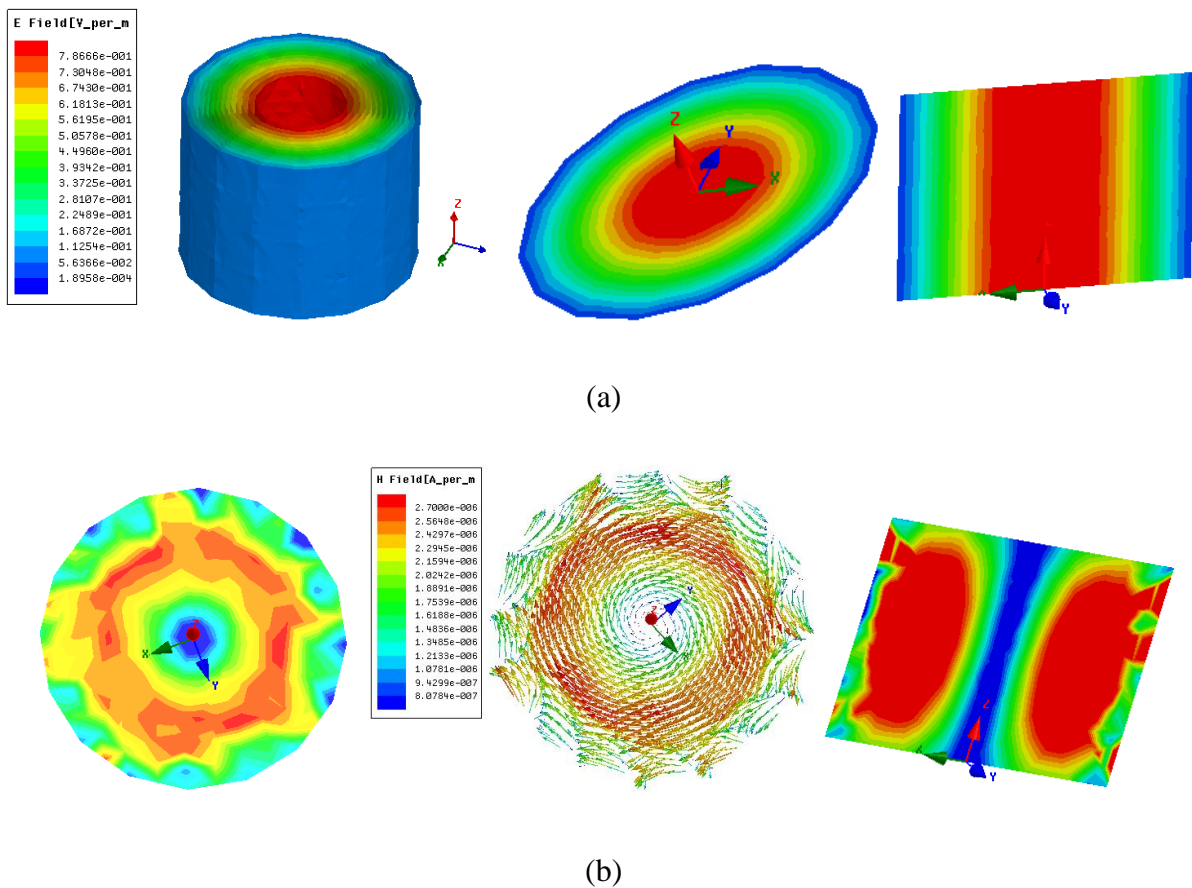 E Field[V_per_m
7.8666e-001
7.3048e-001
6.7430e-001
6.1813e-001
5.6195e-001
5.0578e-001
4.4960e-001
3.9342e-001
3.3725e-001
2.8107e-001
2.2489e-001
1.6872e-001
1.1254e-001
5.6366e-002
1.8958e-004
Z
X
Z
Y
X
Y
(a)
Z
X
Y
H Field[A_per_m
2.7000e-006
2.5648e-006
2.4297e-006
2.2945e-006
2.1594e-006
2.0242e-006
1.8891e-006
1.7539e-006
1.6188e-006
1.4836e-006
1.3485e-006
1.2133e-006
1.0781e-006
9.4299e-007
8.0784e-007
Z
Y
Z
Y
(b)